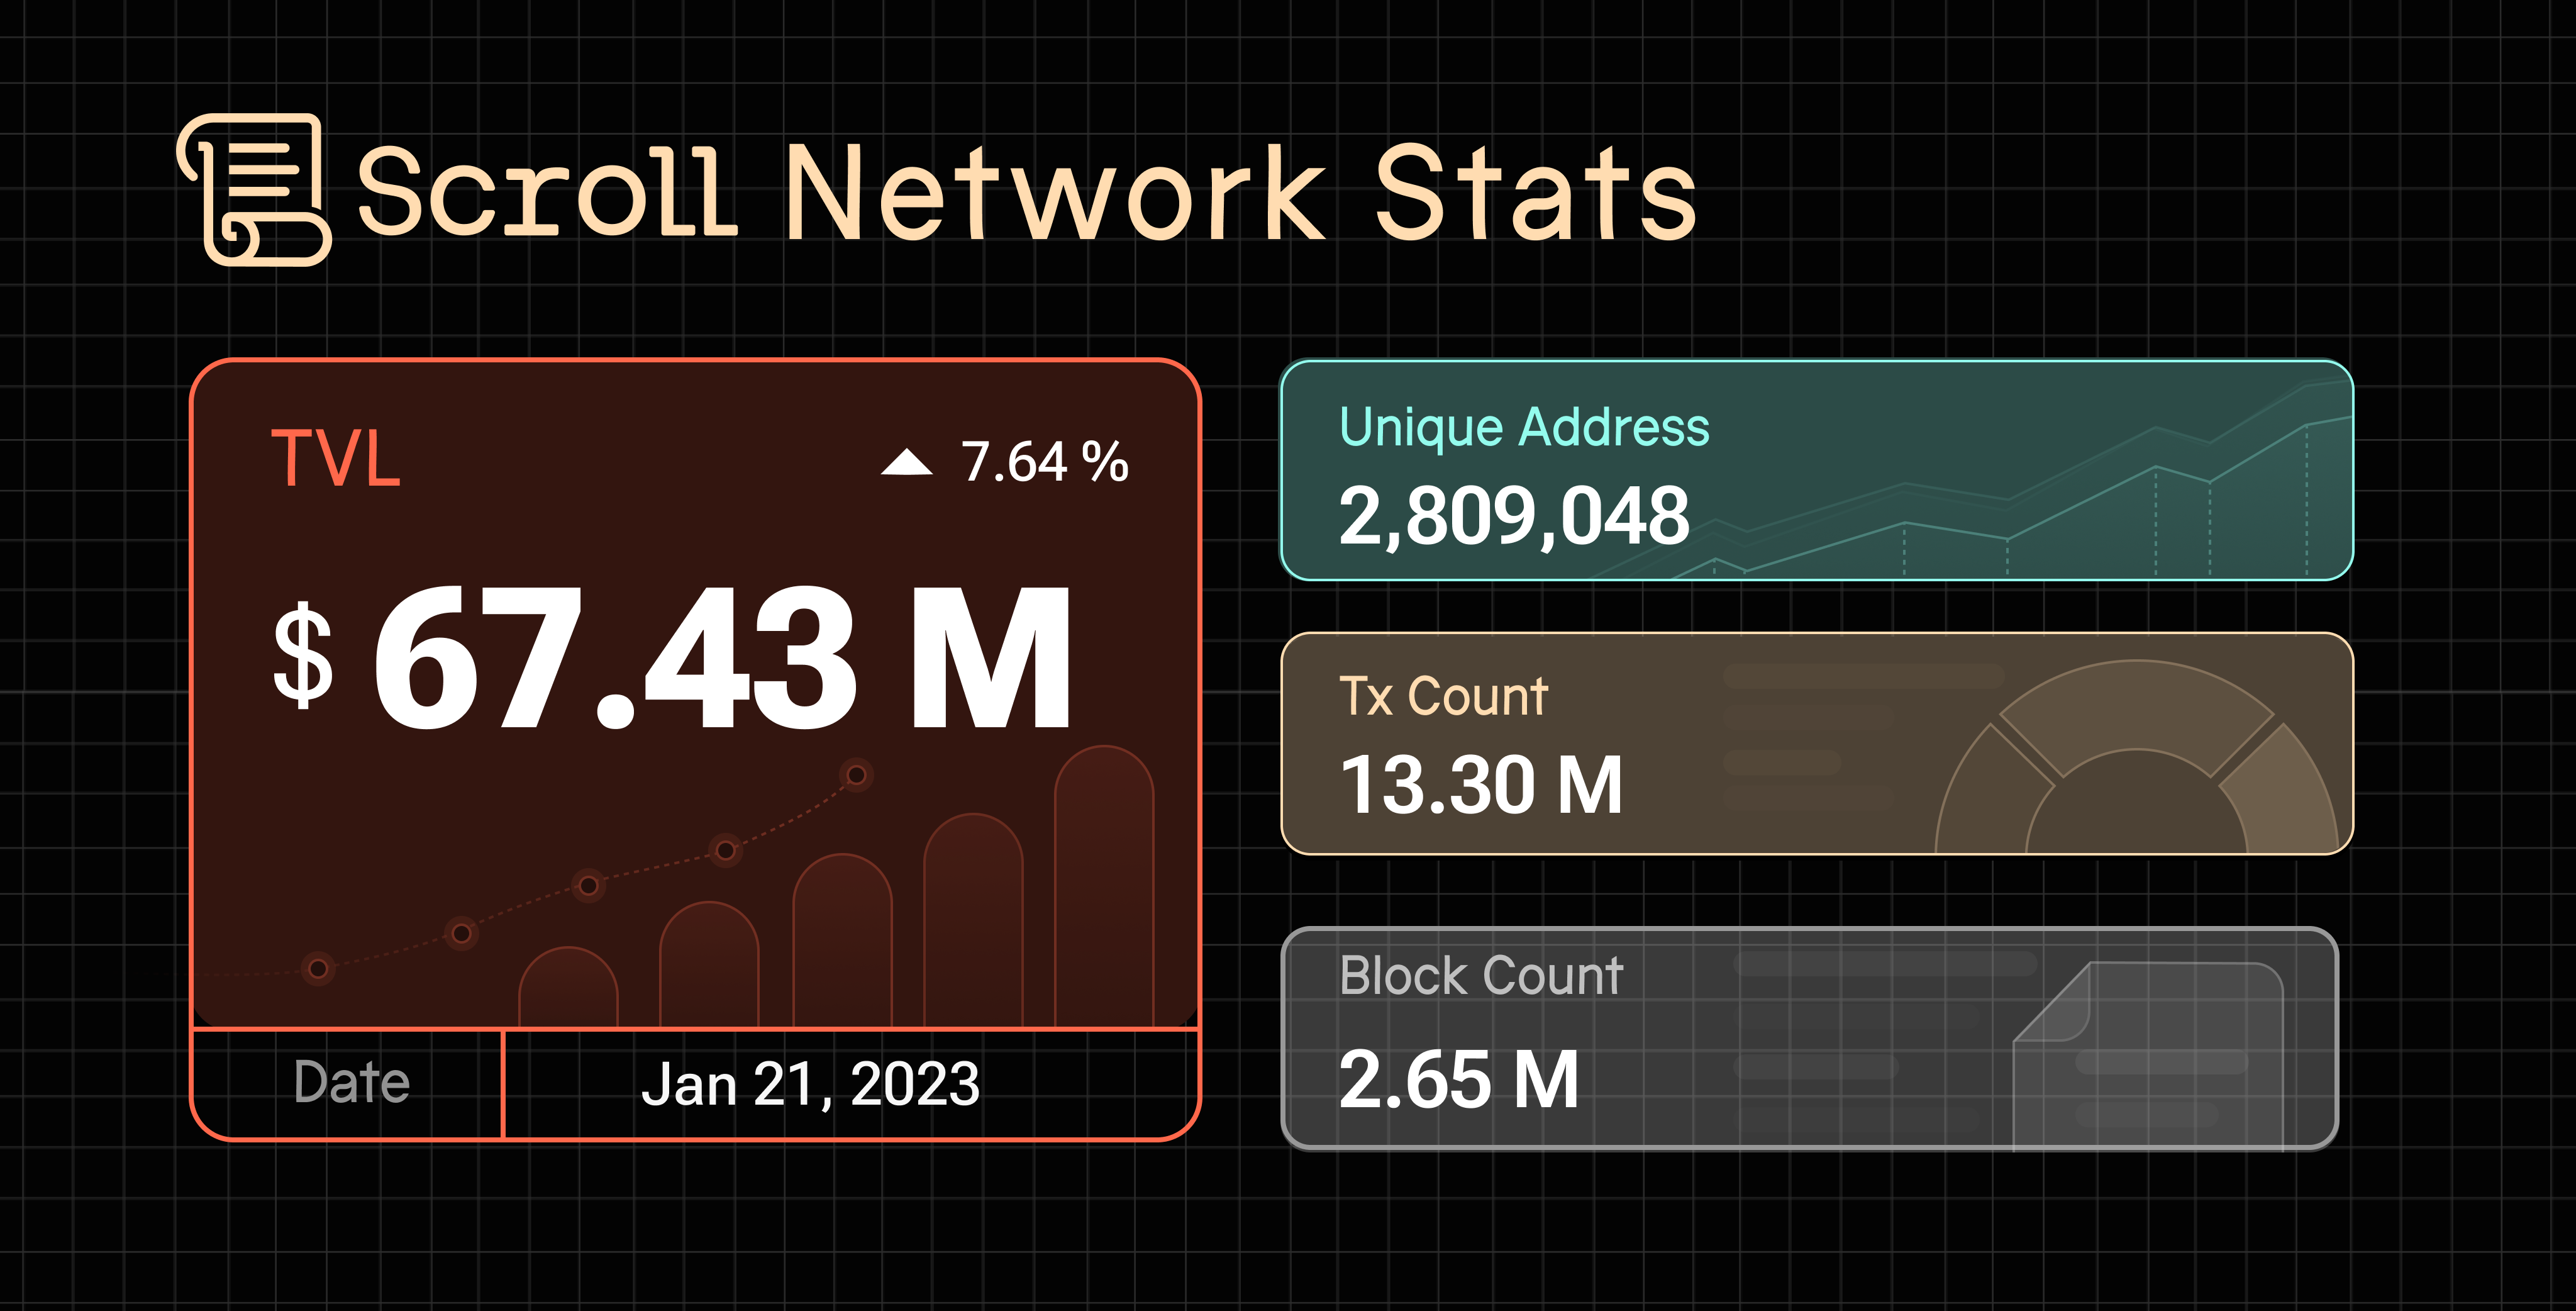 Scroll Network Stats
TVL
7.64 %
$ 67.43 M
Date
Jan 21, 2023
Unique Address
2,809,048
Tx Count
13.30 M
Block Count
2.65 M